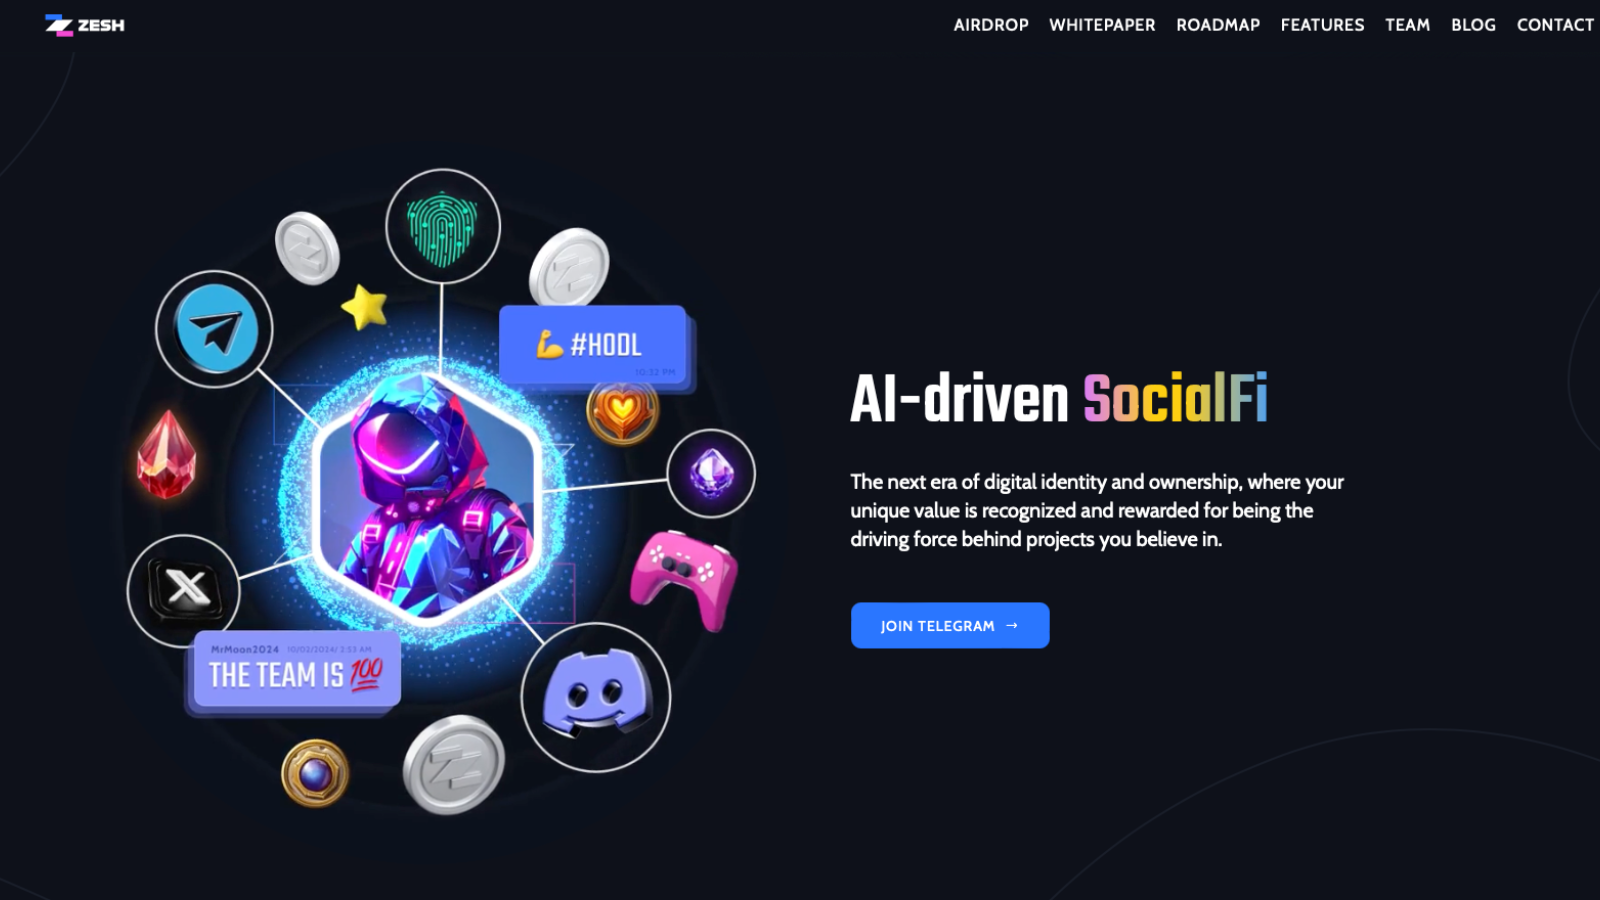 ZESH
AIRDROP WHITEPAPER ROADMAP FEATURES TEAM BLOG CONTACT
💪 #HODL
10:32 PM
AI-driven SocialFi
The next era of digital identity and ownership, where your
unique value is recognized and rewarded for being the
driving force behind projects you believe in.
JOIN TELEGRAM →
MrMoon2024 10/02/2024/ 2:53 AM
THE TEAM IS 💯